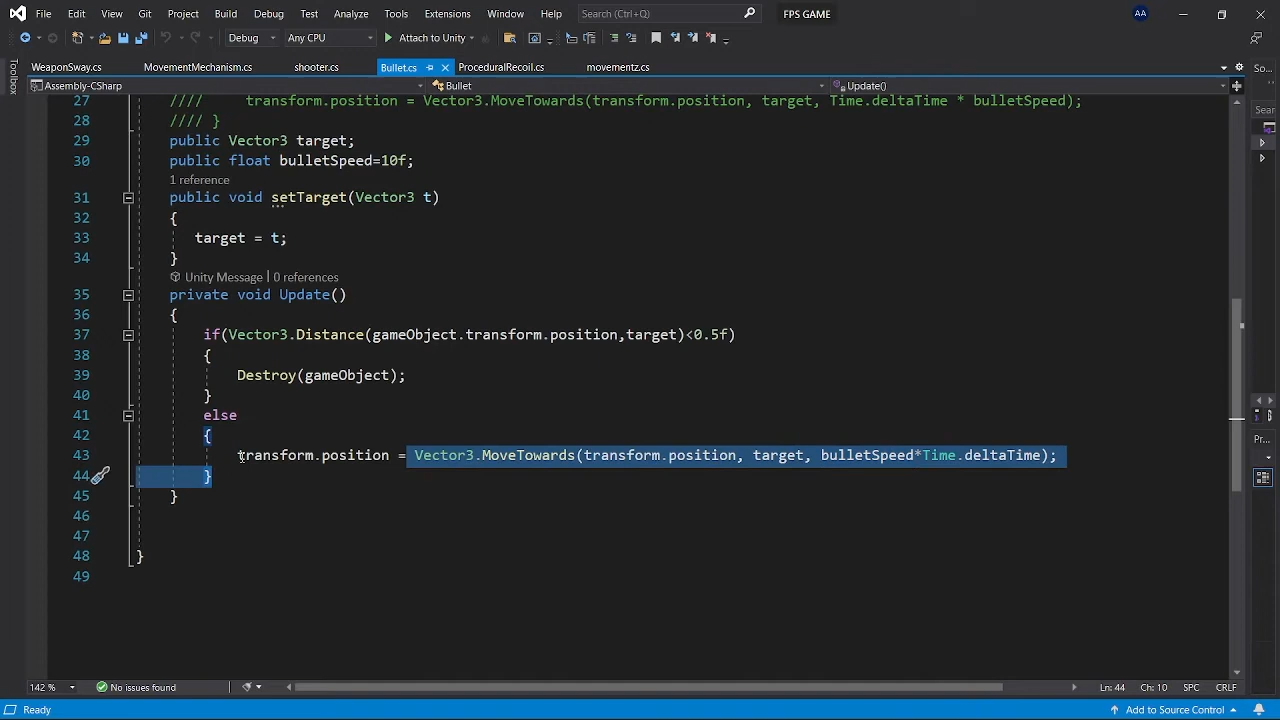 File Edit View Git Project Build Debug Test Analyze Tools Extensions Window Help Search (Ctrl+Q) FPS GAME AA
Debug Any CPU Attach to Unity
WeaponSway.cs MovementMechanism.cs shooter.cs Bullet.cs ProceduralRecoil.cs movementz.cs So...
Toolbox
Assembly-CSharp Bullet Update()
Sear
27 //// transform.position = Vector3.MoveTowards(transform.position, target, Time.deltaTime * bulletSpeed);
28 //// }
29 public Vector3 target;
30 public float bulletSpeed=10f;
1 reference
31 public void setTarget(Vector3 t)
32 {
33 target = t;
34 }
Unity Message | 0 references
35 private void Update()
36 {
37 if(Vector3.Distance(gameObject.transform.position,target)<0.5f)
38 {
39 Destroy(gameObject);
40 }
41 else
42 {
43 transform.position = Vector3.MoveTowards(transform.position, target, bulletSpeed*Time.deltaTime);
44 }
45 }
46
47
48 }
49
Pr...
142 % No issues found Ln: 44 Ch: 10 SPC CRLF
Ready Add to Source Control